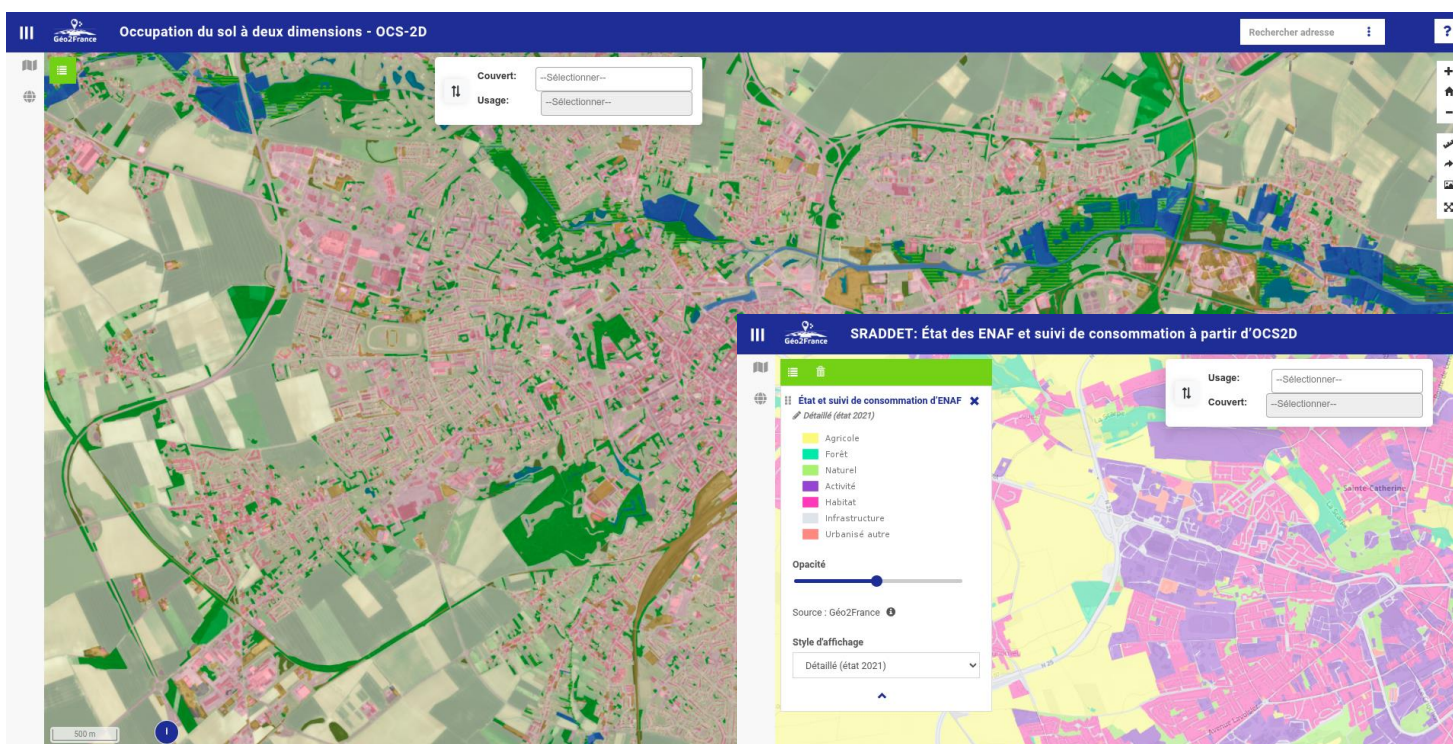 Géo2France
Occupation du sol à deux dimensions - OCS-2D
Rechercher adresse
?
Couvert:
--Sélectionner--
Usage:
--Sélectionner--
500 m
Géo2France
SRADDET: État des ENAF et suivi de consommation à partir d'OCS2D
État et suivi de consommation d'ENAF
Détaillé (état 2021)
Agricole
Forêt
Naturel
Activité
Habitat
Infrastructure
Urbanisé autre
Opacité
Source : Géo2France
Style d'affichage
Détaillé (état 2021)
Usage:
--Sélectionner--
Couvert:
--Sélectionner--
Sainte-Catherine
La Scarpe
N 25